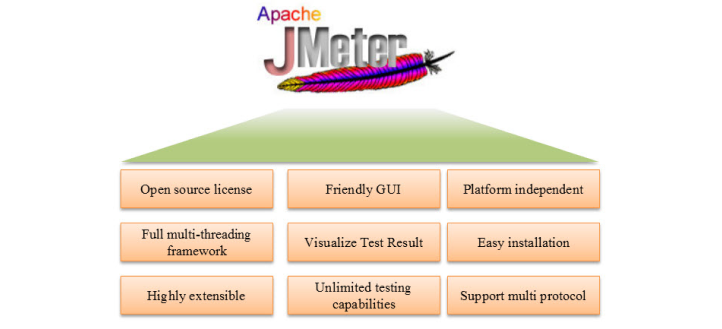 Apache
JMeter
Open source license
Friendly GUI
Platform independent
Full multi-threading
framework
Visualize Test Result
Easy installation
Highly extensible
Unlimited testing
capabilities
Support multi protocol